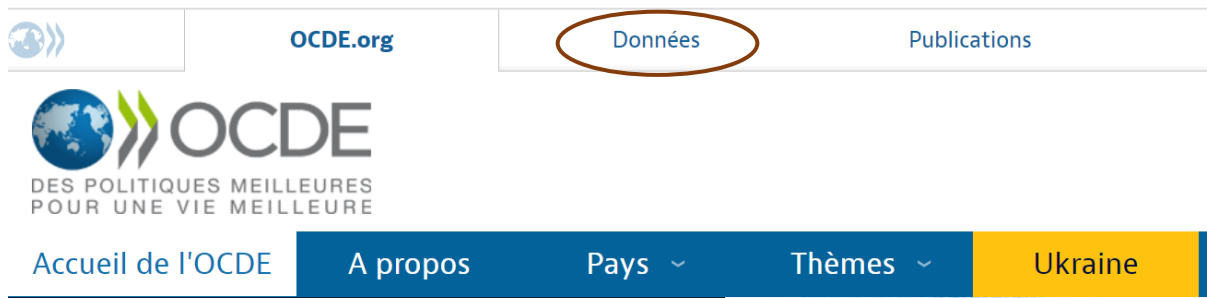 OCDE.org Données Publications
OCDE
DES POLITIQUES MEILLEURES
POUR UNE VIE MEILLEURE
Accueil de l'OCDE A propos Pays Thèmes Ukraine